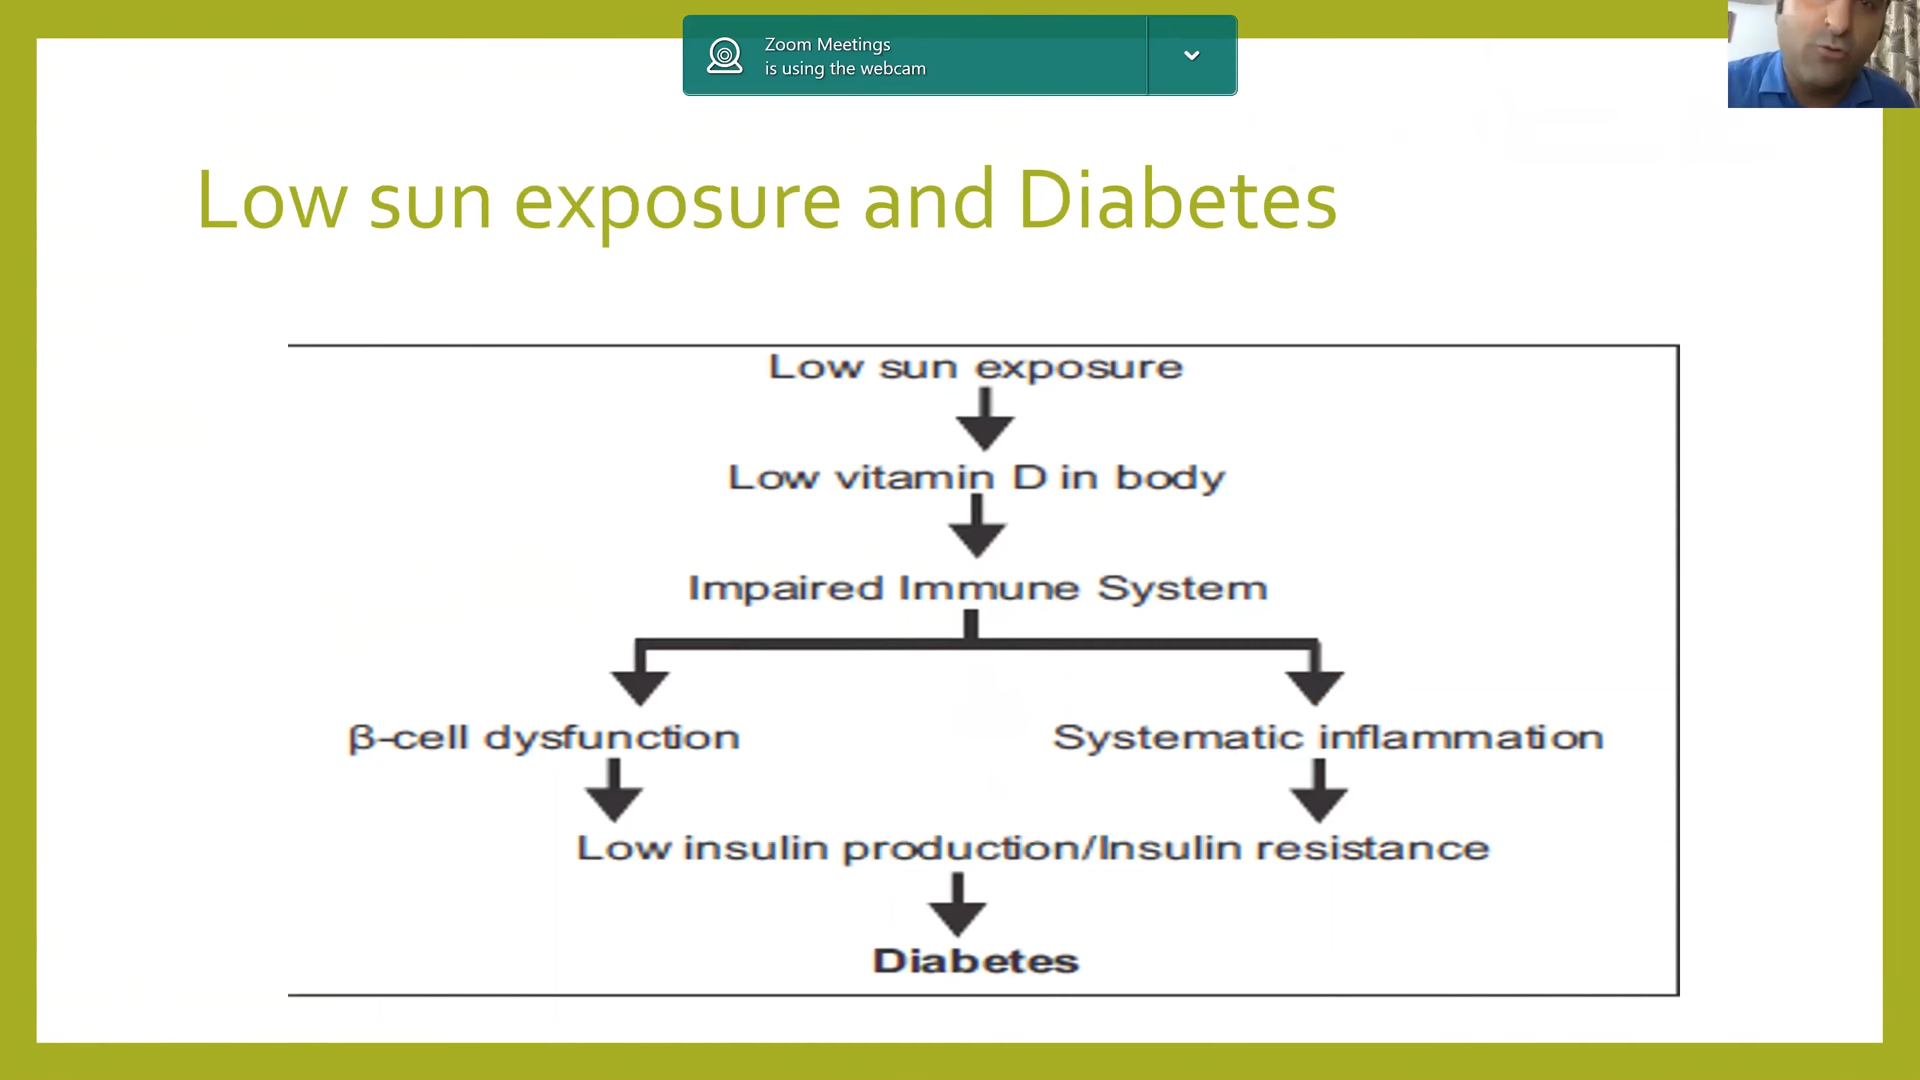 Zoom Meetings
is using the webcam
Low sun exposure and Diabetes
Low sun exposure
Low vitamin D in body
Impaired Immune System
β-cell dysfunction
Systematic inflammation
Low insulin production/Insulin resistance
Diabetes